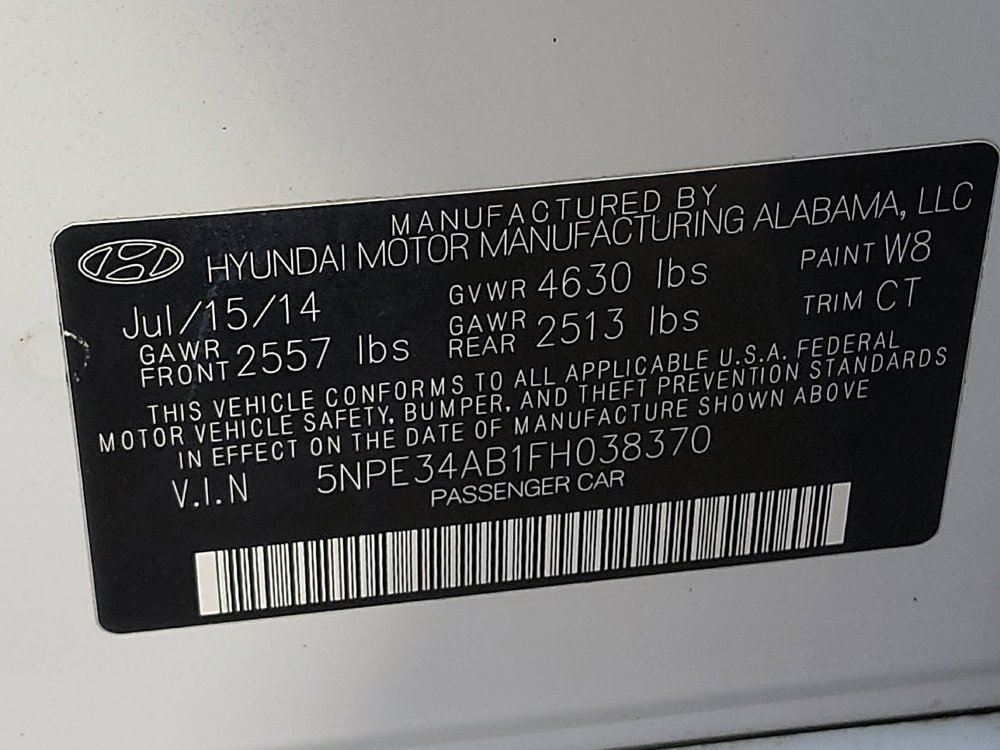 MANUFACTURED BY
HYUNDAI MOTOR MANUFACTURING ALABAMA, LLC
Jul/15/14 GVWR 4630 lbs PAINT W8
GAWR FRONT 2557 lbs GAWR REAR 2513 lbs TRIM CT
THIS VEHICLE CONFORMS TO ALL APPLICABLE U.S.A. FEDERAL
MOTOR VEHICLE SAFETY, BUMPER, AND THEFT PREVENTION STANDARDS
IN EFFECT ON THE DATE OF MANUFACTURE SHOWN ABOVE
V.I.N 5NPE34AB1FH038370
PASSENGER CAR